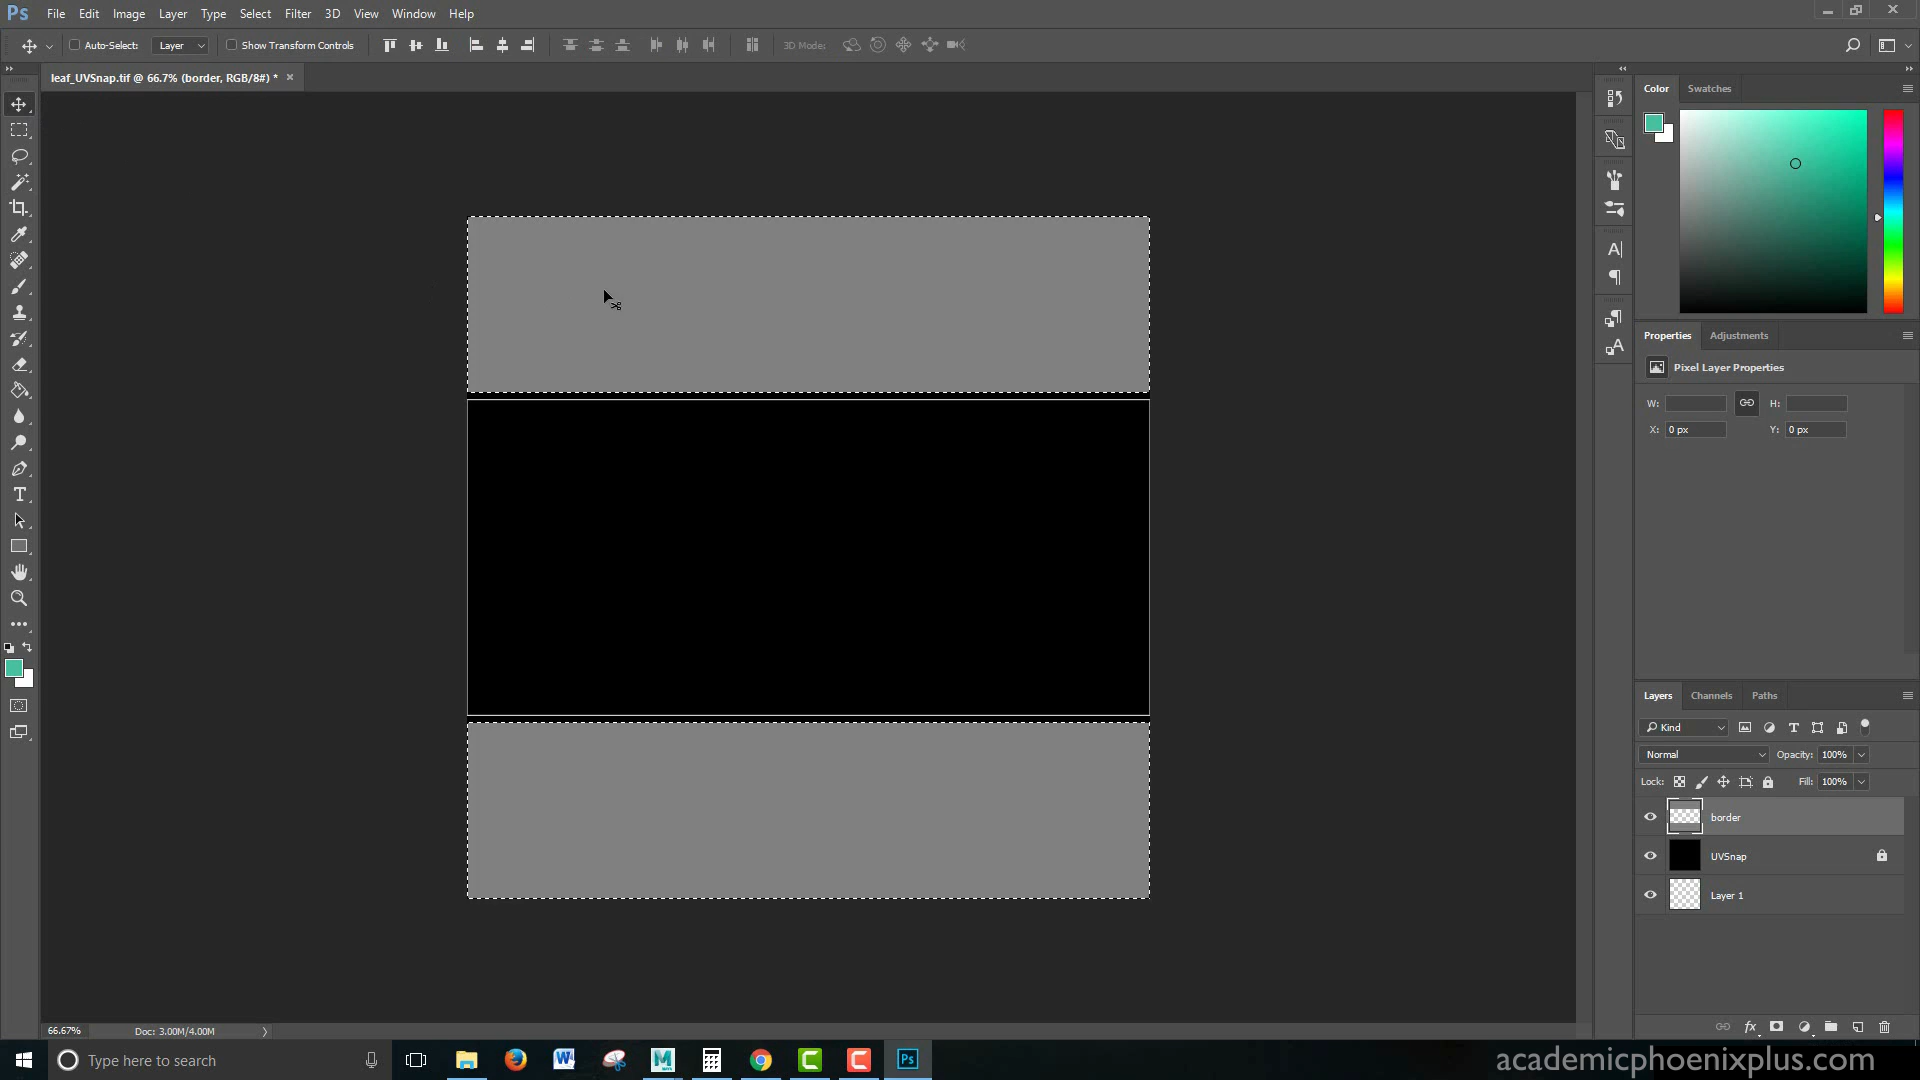 Ps File Edit Image Layer Type Select Filter 3D View Window Help
Auto-Select: Layer Show Transform Controls 3D Mode:
leaf_UVSnap.tif @ 66.7% (border, RGB/8#) *
Color Swatches
Properties Adjustments
Pixel Layer Properties
W: H:
X: 0 px Y: 0 px
Layers Channels Paths
Kind
Normal Opacity: 100%
Lock: Fill: 100%
border
UVSnap
Layer 1
66.67% Doc: 3.00M/4.00M
Type here to search
academicphoenixplus.com